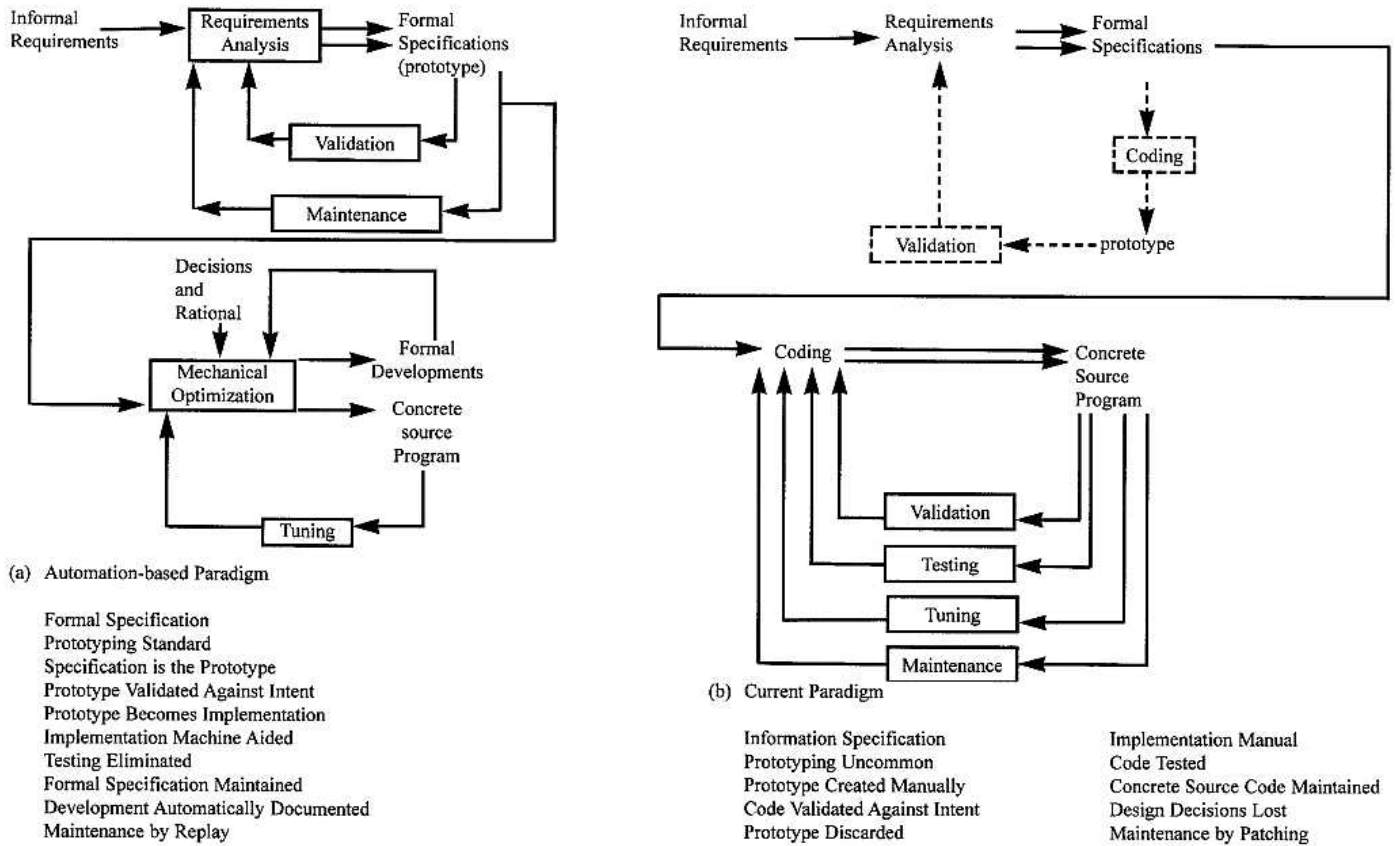 Informal
Requirements
Requirements
Analysis
Formal
Specifications
(prototype)
Validation
Maintenance
Decisions
and
Rational
Mechanical
Optimization
Formal
Developments
Concrete
source
Program
Tuning
(a) Automation-based Paradigm
Formal Specification
Prototyping Standard
Specification is the Prototype
Prototype Validated Against Intent
Prototype Becomes Implementation
Implementation Machine Aided
Testing Eliminated
Formal Specification Maintained
Development Automatically Documented
Maintenance by Replay
Informal
Requirements
Requirements
Analysis
Formal
Specifications
Coding
prototype
Validation
Coding
Concrete
Source
Program
Validation
Testing
Tuning
Maintenance
(b) Current Paradigm
Information Specification
Prototyping Uncommon
Prototype Created Manually
Code Validated Against Intent
Prototype Discarded
Implementation Manual
Code Tested
Concrete Source Code Maintained
Design Decisions Lost
Maintenance by Patching